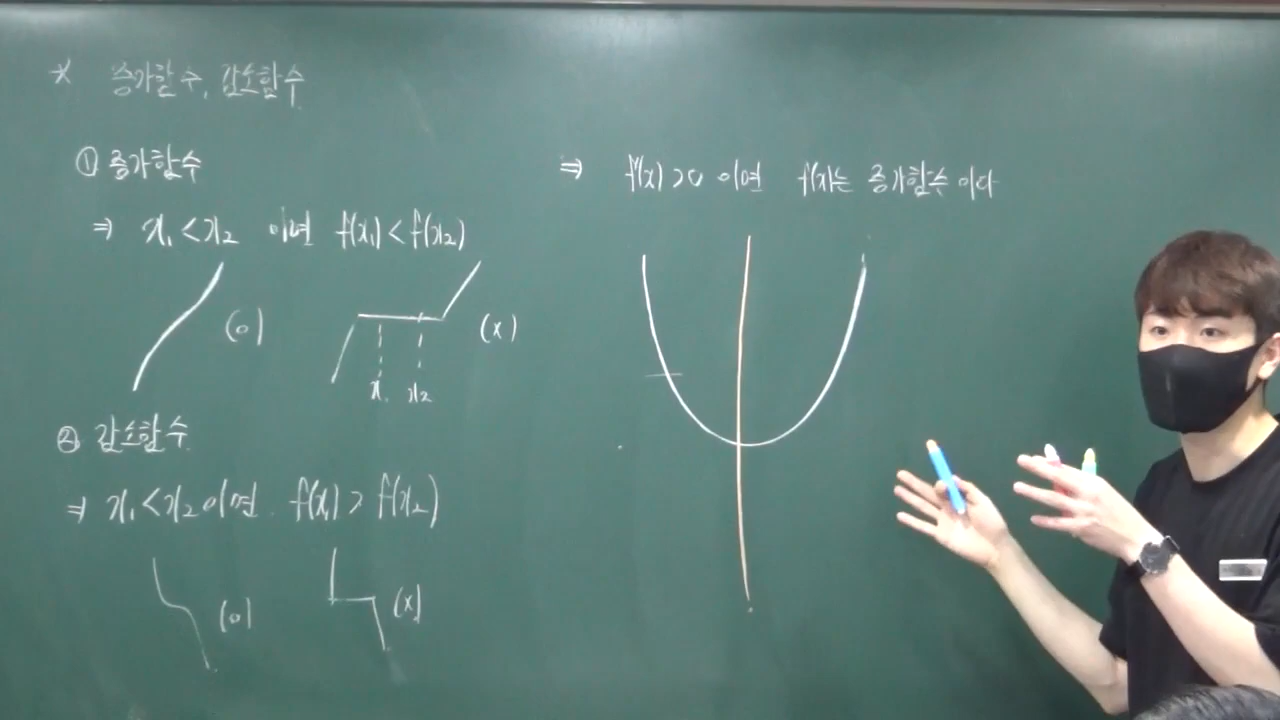 * 증가함수, 감소함수
① 증가함수
⇒ x₁ < x₂ 이면 f(x₁) < f(x₂)
(o)
(x)
x₁ x₂
② 감소함수
⇒ x₁ < x₂ 이면 f(x₁) > f(x₂)
(o)
(x)
⇒ f'(x) > 0 이면 f(x)는 증가함수 이다